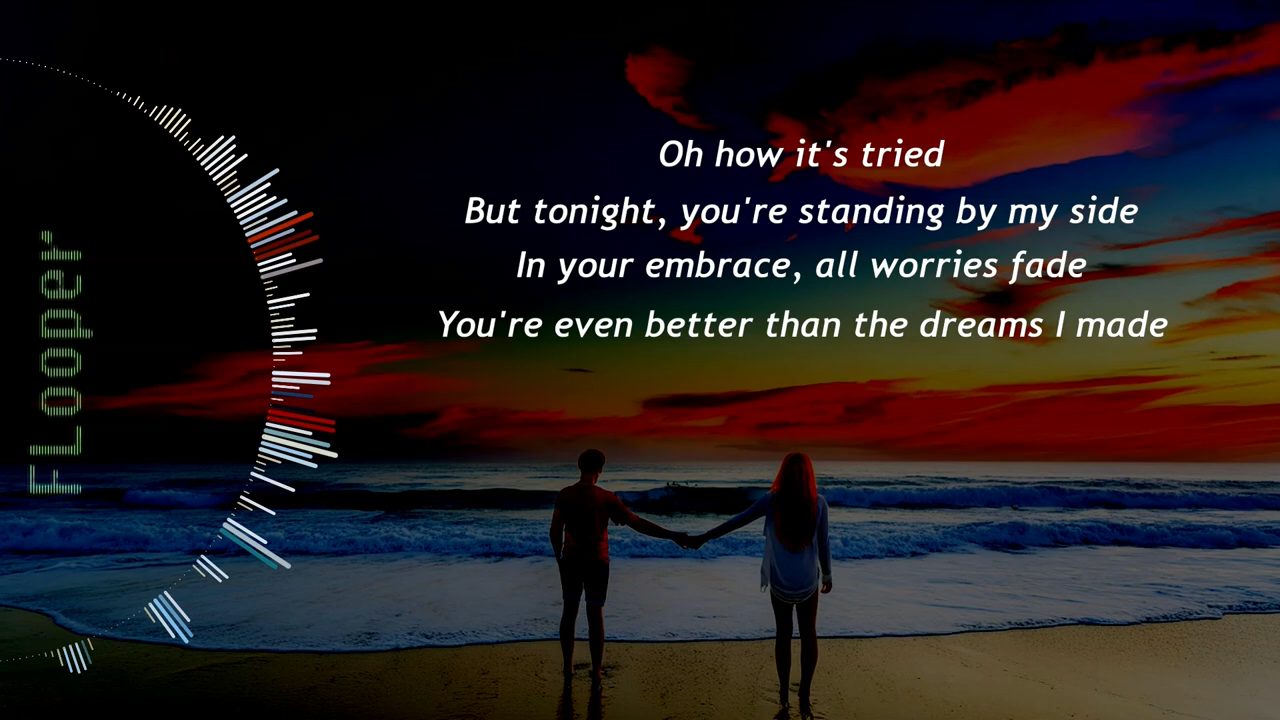 FLooper
Oh how it's tried
But tonight, you're standing by my side
In your embrace, all worries fade
You're even better than the dreams I made